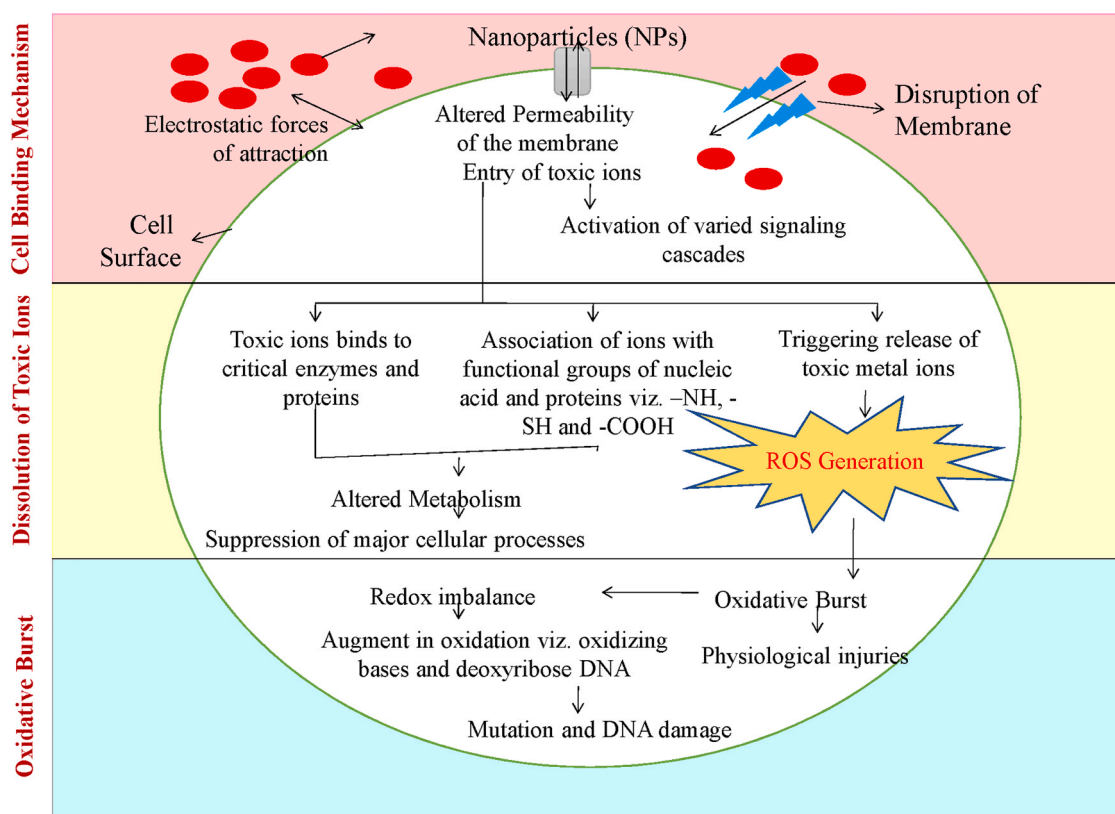 Cell Binding Mechanism
Nanoparticles (NPs)
Electrostatic forces
of attraction
Altered Permeability
of the membrane
Entry of toxic ions
Disruption of
Membrane
Cell
Surface
Activation of varied signaling
cascades
Dissolution of Toxic Ions
Toxic ions binds to
critical enzymes and
proteins
Association of ions with
functional groups of nucleic
acid and proteins viz. –NH, -
SH and -COOH
Triggering release of
toxic metal ions
ROS Generation
Altered Metabolism
Suppression of major cellular processes
Oxidative Burst
Redox imbalance
Oxidative Burst
Augment in oxidation viz. oxidizing
bases and deoxyribose DNA
Physiological injuries
Mutation and DNA damage